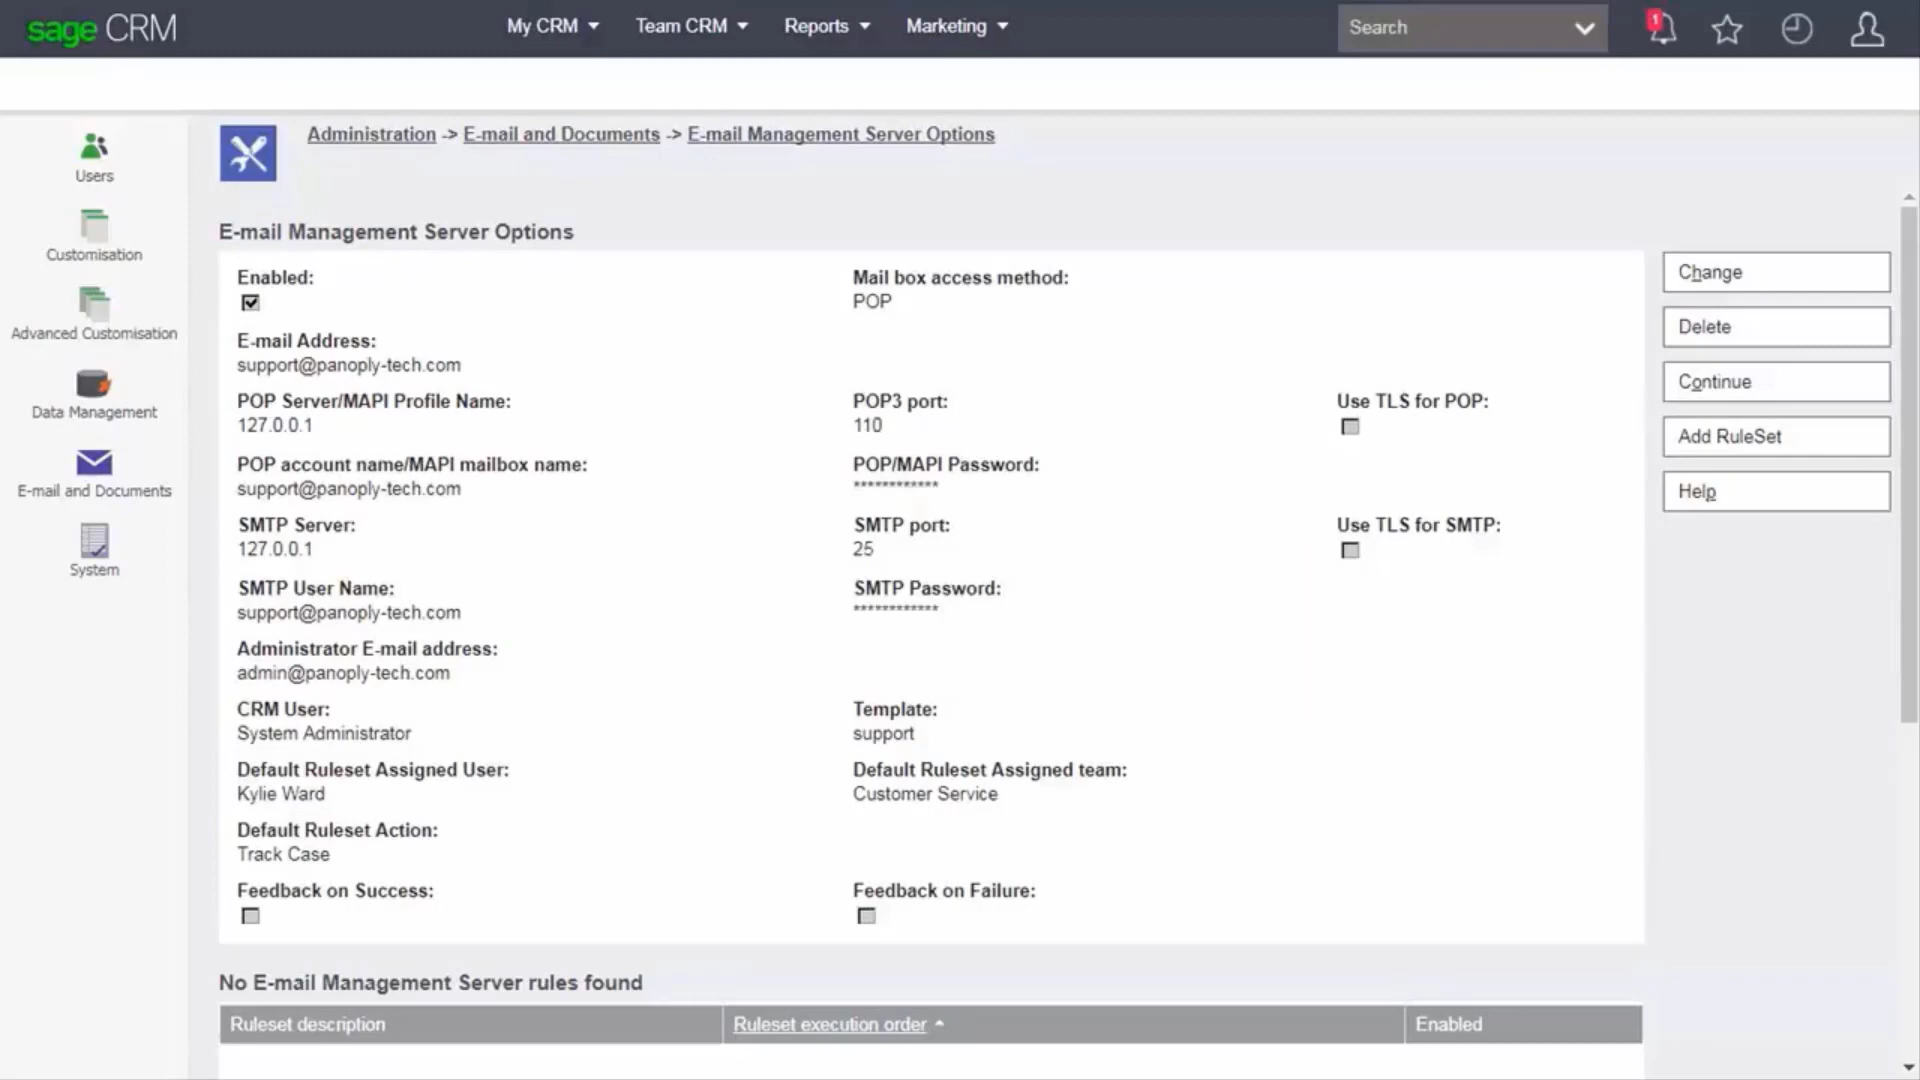 sage CRM
My CRM
Team CRM
Reports
Marketing
Search
1
Users
Customisation
Advanced Customisation
Data Management
E-mail and Documents
System
Administration -> E-mail and Documents -> E-mail Management Server Options
E-mail Management Server Options
Enabled:
Mail box access method:
POP
E-mail Address:
support@panoply-tech.com
POP Server/MAPI Profile Name:
POP3 port:
Use TLS for POP:
127.0.0.1
110
POP account name/MAPI mailbox name:
POP/MAPI Password:
support@panoply-tech.com
************
SMTP Server:
SMTP port:
Use TLS for SMTP:
127.0.0.1
25
SMTP User Name:
SMTP Password:
support@panoply-tech.com
************
Administrator E-mail address:
admin@panoply-tech.com
CRM User:
Template:
System Administrator
support
Default Ruleset Assigned User:
Default Ruleset Assigned team:
Kylie Ward
Customer Service
Default Ruleset Action:
Track Case
Feedback on Success:
Feedback on Failure:
Change
Delete
Continue
Add RuleSet
Help
No E-mail Management Server rules found
Ruleset description
Ruleset execution order
Enabled